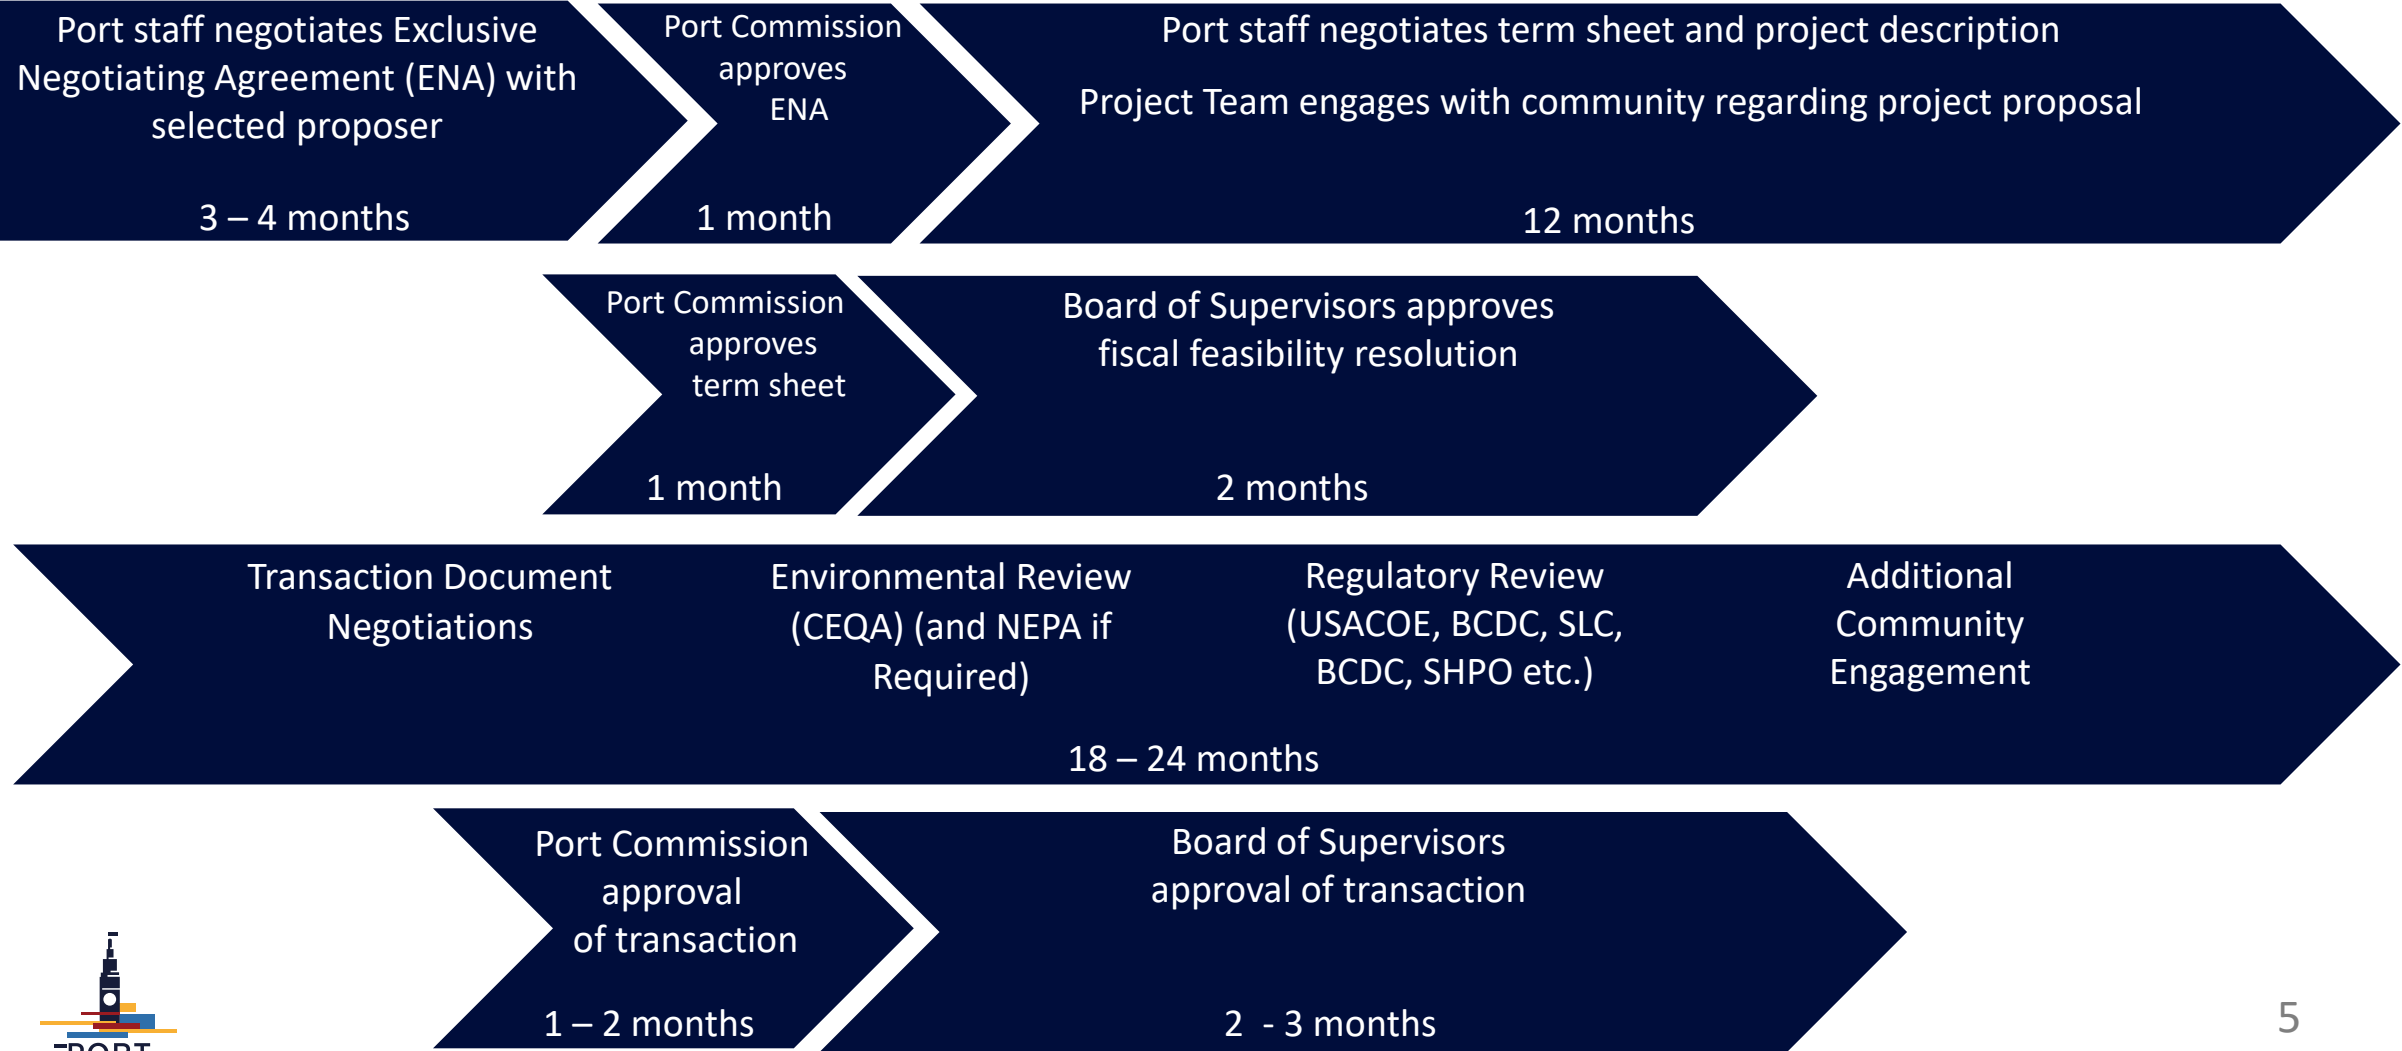 Port staff negotiates Exclusive
Negotiating Agreement (ENA) with
selected proposer
3 – 4 months
Port Commission
approves
ENA
1 month
Port staff negotiates term sheet and project description
Project Team engages with community regarding project proposal
12 months
Port Commission
approves
term sheet
1 month
Board of Supervisors approves
fiscal feasibility resolution
2 months
Transaction Document
Negotiations
Environmental Review
(CEQA) (and NEPA if
Required)
Regulatory Review
(USACOE, BCDC, SLC,
BCDC, SHPO etc.)
Additional
Community
Engagement
18 – 24 months
Port Commission
approval
of transaction
1 – 2 months
Board of Supervisors
approval of transaction
2  - 3 months
PORT
5